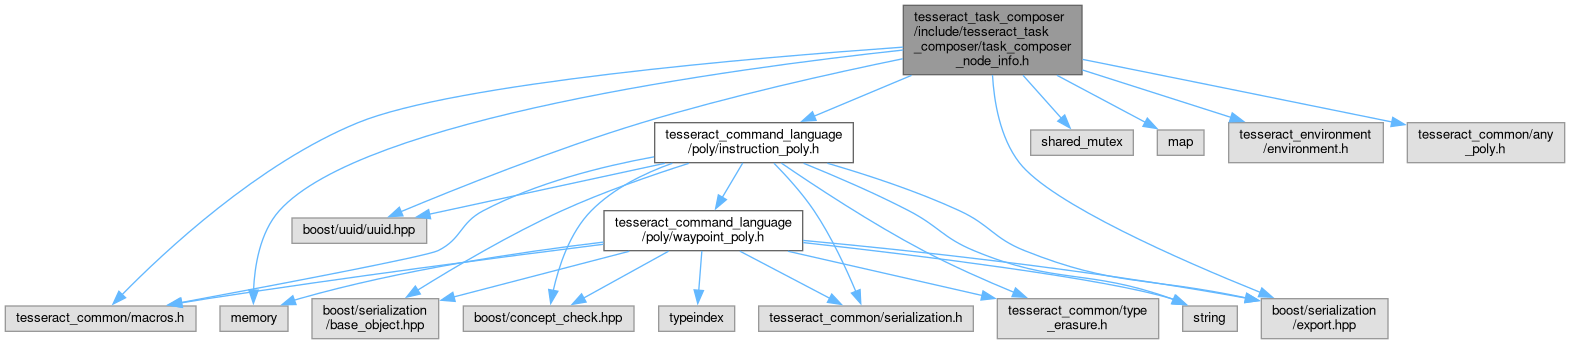 tesseract_task_composer
/include/tesseract_task
_composer/task_composer
_node_info.h
tesseract_command_language
/poly/instruction_poly.h
shared_mutex
map
tesseract_environment
/environment.h
tesseract_common/any
_poly.h
boost/uuid/uuid.hpp
tesseract_command_language
/poly/waypoint_poly.h
tesseract_common/macros.h
memory
boost/serialization
/base_object.hpp
boost/concept_check.hpp
typeindex
tesseract_common/serialization.h
tesseract_common/type
_erasure.h
string
boost/serialization
/export.hpp